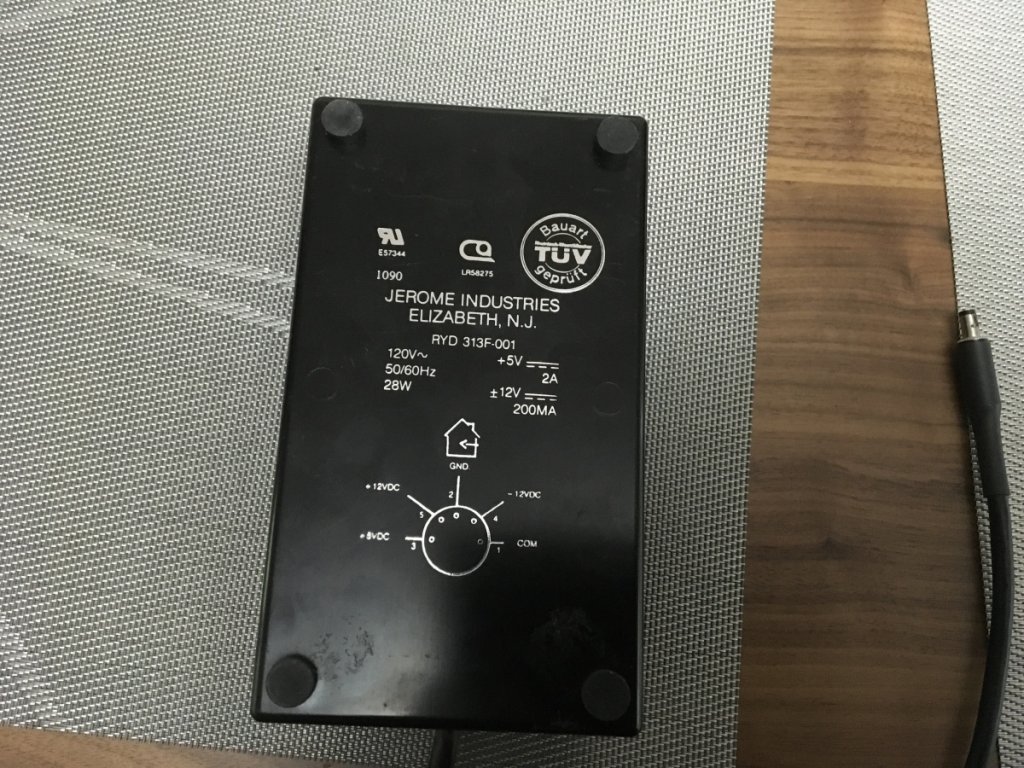 Bauart
TÜV
geprüft
E57344
LR58275
1090
JEROME INDUSTRIES
ELIZABETH, N.J.
RYD 313F-001
120V~
50/60Hz
28W
+5V
2A
±12V
200MA
GND
+12VDC
-12VDC
2
5
4
+5VDC
3
1
COM